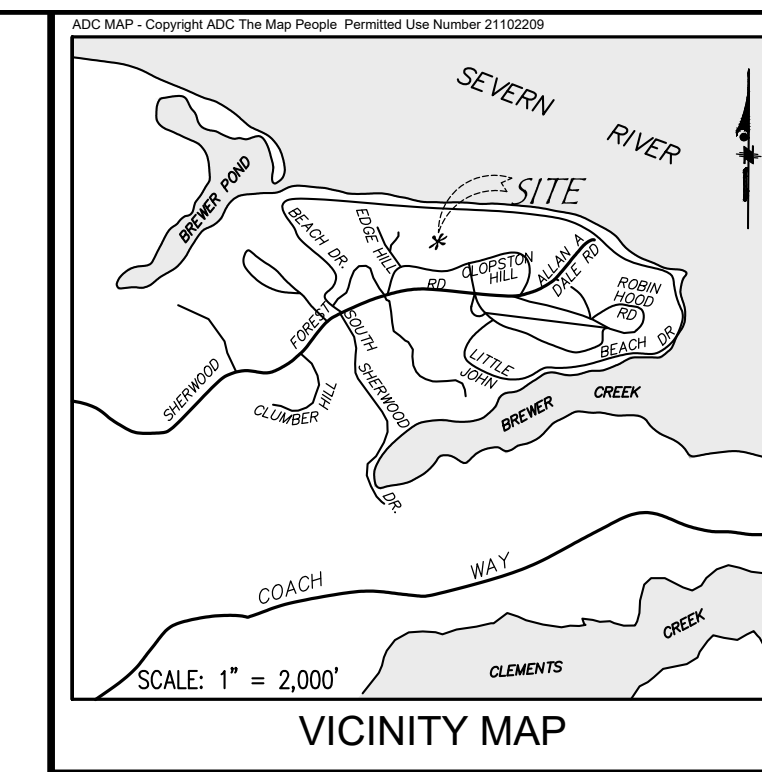 ADC MAP - Copyright ADC The Map People  Permitted Use Number 21102209
SEVERN
RIVER
BREWER POND
SITE
BEACH DR.
EDGE HILL
CLOPSTON
HILL
ALLAN A
DALE RD
ROBIN
HOOD
RD
RD
FOREST
SHERWOOD
SOUTH
SHERWOOD
DR.
CLUMBER
HILL
LITTLE
JOHN
BEACH DR
BREWER
CREEK
COACH
WAY
CLEMENTS
CREEK
SCALE: 1" = 2,000'
VICINITY MAP